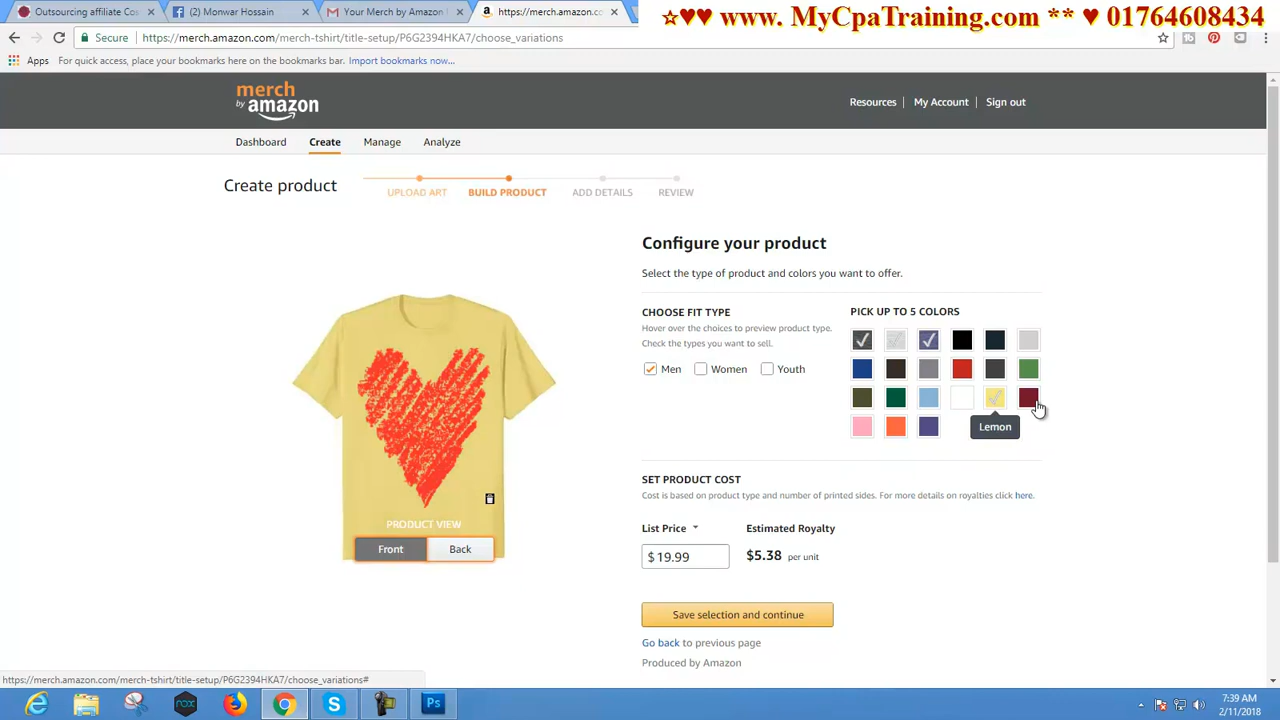 Outsourcing affiliate Cos
(2) Monwar Hossain
Your Merch by Amazon
https://merch.amazon.co
☆♥♥ www. MyCpaTraining.com ** ♥ 01764608434
Secure
https://merch.amazon.com/merch-tshirt/title-setup/P6G2394HKA7/choose_variations
Apps
For quick access, place your bookmarks here on the bookmarks bar. Import bookmarks now...
merch
by amazon
Resources
My Account
Sign out
Dashboard
Create
Manage
Analyze
Create product
UPLOAD ART
BUILD PRODUCT
ADD DETAILS
REVIEW
Configure your product
Select the type of product and colors you want to offer.
CHOOSE FIT TYPE
Hover over the choices to preview product type.
Check the types you want to sell.
Men
Women
Youth
PICK UP TO 5 COLORS
Lemon
PRODUCT VIEW
Front
Back
SET PRODUCT COST
Cost is based on product type and number of printed sides. For more details on royalties click here.
List Price
Estimated Royalty
$ 19.99
$5.38 per unit
Save selection and continue
Go back to previous page
Produced by Amazon
https://merch.amazon.com/merch-tshirt/title-setup/P6G2394HKA7/choose_variations#
nox
S
Ps
7:39 AM
2/11/2018